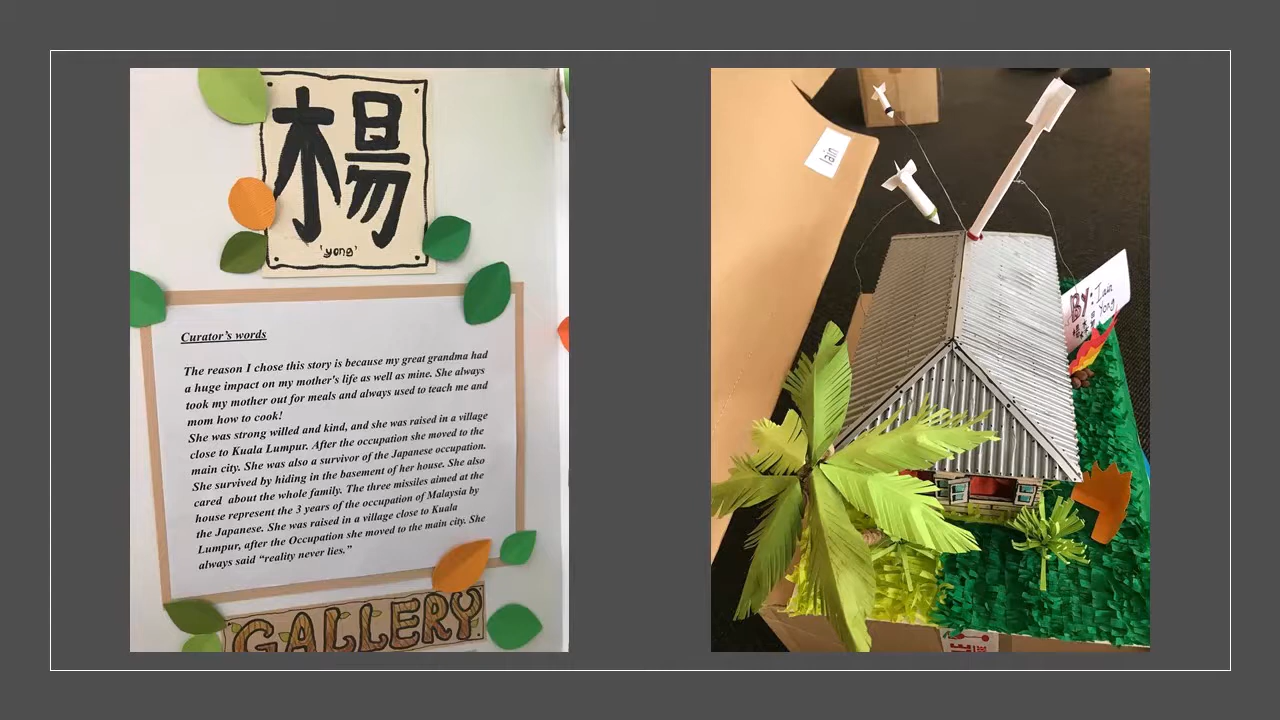 楊
'yong'
Curator's words
The reason I chose this story is because my great grandma had
a huge impact on my mother's life as well as mine. She always
took my mother out for meals and always used to teach me and
mom how to cook!
She was strong willed and kind, and she was raised in a village
close to Kuala Lumpur. After the occupation she moved to the
main city. She was also a survivor of the Japanese occupation.
She survived by hiding in the basement of her house. She also
cared about the whole family. The three missiles aimed at the
house represent the 3 years of the occupation of Malaysia by
the Japanese. She was raised in a village close to Kuala
Lumpur, after the Occupation she moved to the main city. She
always said “reality never lies.”
GALLERY
Iain
By: Iain
Yong